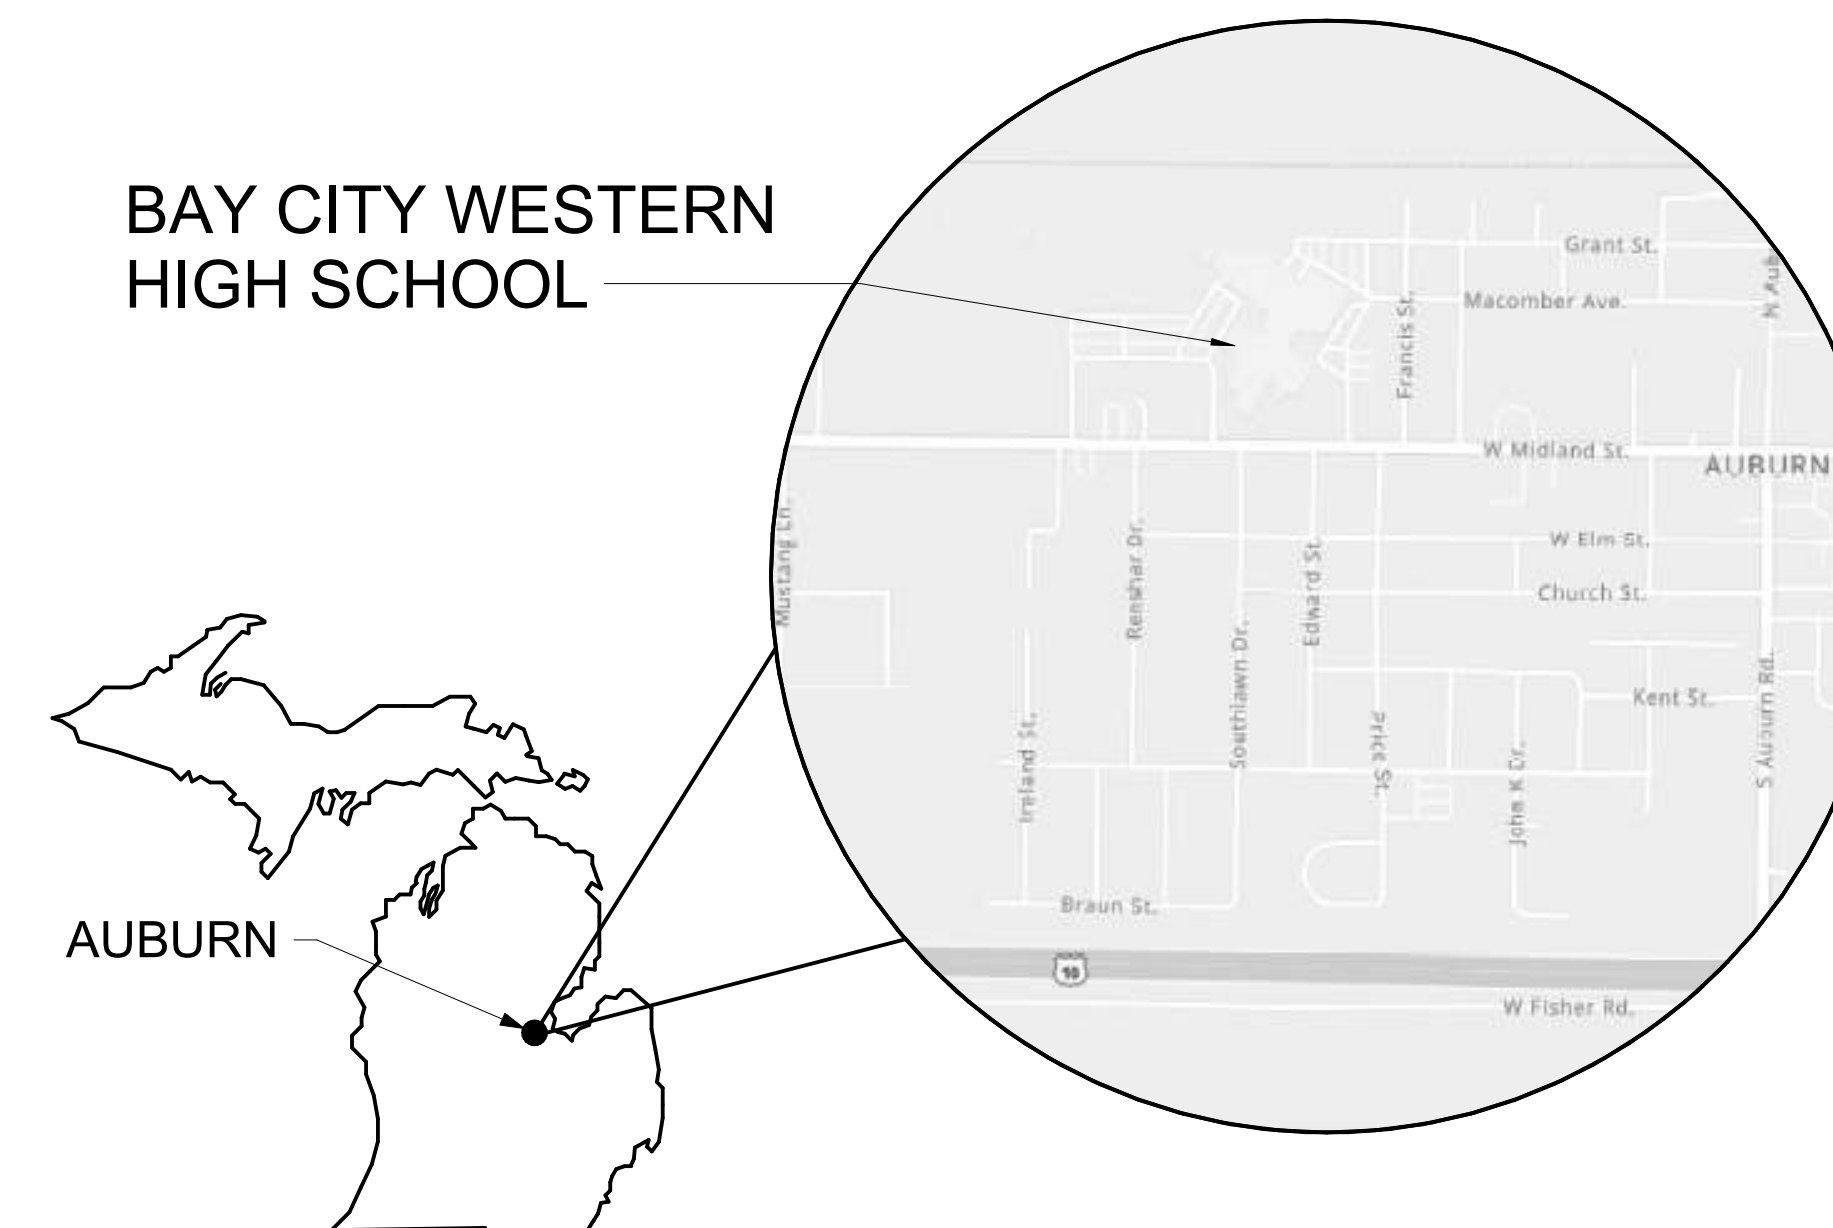 BAY CITY WESTERN
HIGH SCHOOL
Grant St.
N Aub
Macomber Ave.
Francis St.
W Midland St.
AUBURN
Mustang Ln.
W Elm St.
Renshar Dr.
Edward St.
Church St.
Southlawn Dr.
Kent St.
S Auburn Rd.
Ireland St.
Price St.
John K Dr.
Braun St.
AUBURN
10
W Fisher Rd.